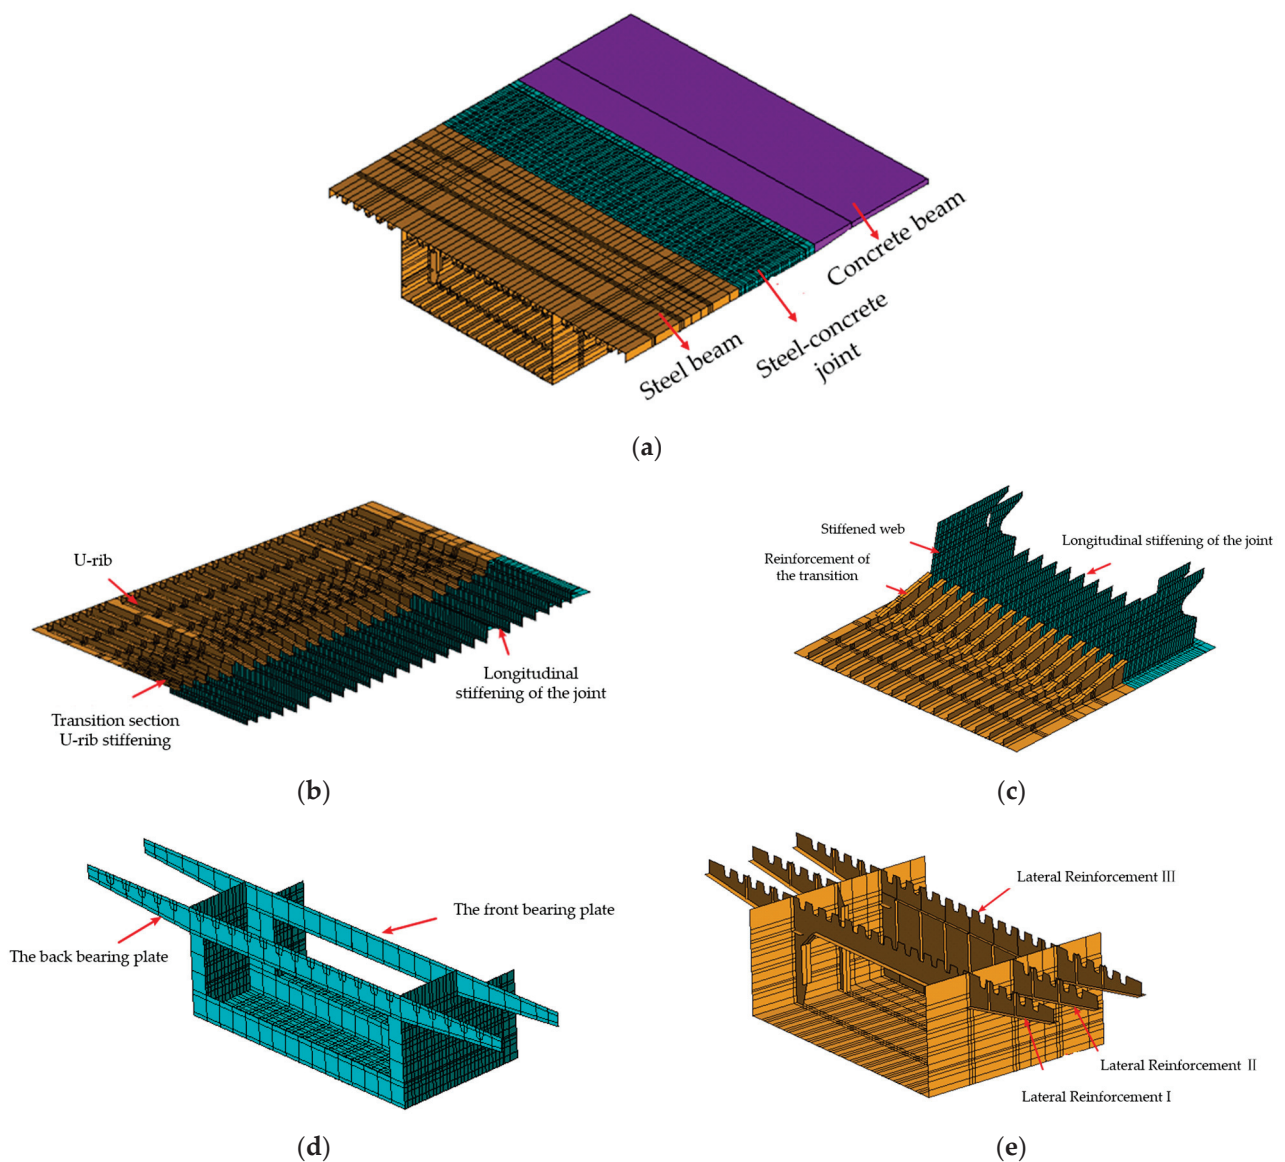 Concrete beam
Steel-concrete
joint
Steel beam
(a)
U-rib
Longitudinal
stiffening of the joint
Transition section
U-rib stiffening
(b)
Stiffened web
Longitudinal stiffening of the joint
Reinforcement of
the transition
(c)
The front bearing plate
The back bearing plate
(d)
Lateral Reinforcement III
Lateral Reinforcement II
Lateral Reinforcement I
(e)